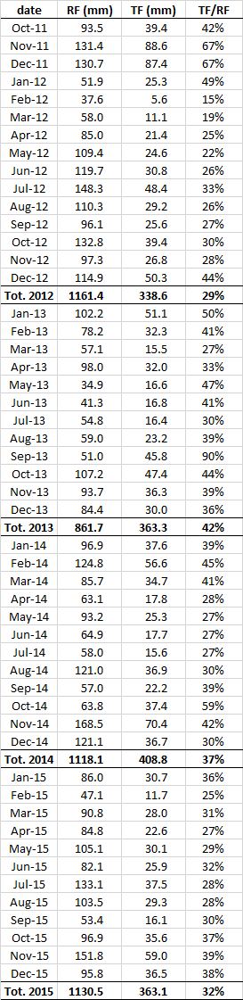 date RF (mm) TF (mm) TF/RF
Oct-11 93.5 39.4 42%
Nov-11 131.4 88.6 67%
Dec-11 130.7 87.4 67%
Jan-12 51.9 25.3 49%
Feb-12 37.6 5.6 15%
Mar-12 58.0 11.1 19%
Apr-12 85.0 21.4 25%
May-12 109.4 24.6 22%
Jun-12 119.7 30.8 26%
Jul-12 148.3 48.4 33%
Aug-12 110.3 29.2 26%
Sep-12 96.1 25.6 27%
Oct-12 132.8 39.4 30%
Nov-12 97.3 26.8 28%
Dec-12 114.9 50.3 44%
Tot. 2012 1161.4 338.6 29%
Jan-13 102.2 51.1 50%
Feb-13 78.2 32.3 41%
Mar-13 57.1 15.5 27%
Apr-13 98.0 32.0 33%
May-13 34.9 16.6 47%
Jun-13 41.3 16.8 41%
Jul-13 54.8 16.4 30%
Aug-13 59.0 23.2 39%
Sep-13 51.0 45.8 90%
Oct-13 107.2 47.4 44%
Nov-13 93.7 36.3 39%
Dec-13 84.4 30.0 36%
Tot. 2013 861.7 363.3 42%
Jan-14 96.9 37.6 39%
Feb-14 124.8 56.6 45%
Mar-14 85.7 34.7 41%
Apr-14 63.1 17.8 28%
May-14 93.2 25.3 27%
Jun-14 64.9 17.7 27%
Jul-14 58.0 15.6 27%
Aug-14 121.0 36.9 30%
Sep-14 57.0 22.2 39%
Oct-14 63.8 37.4 59%
Nov-14 168.5 70.4 42%
Dec-14 121.1 36.7 30%
Tot. 2014 1118.1 408.8 37%
Jan-15 86.0 30.7 36%
Feb-15 47.1 11.7 25%
Mar-15 90.8 28.0 31%
Apr-15 84.8 22.6 27%
May-15 105.1 30.1 29%
Jun-15 82.1 25.9 32%
Jul-15 133.1 37.5 28%
Aug-15 103.5 29.3 28%
Sep-15 53.4 16.1 30%
Oct-15 96.9 35.6 37%
Nov-15 151.8 59.0 39%
Dec-15 95.8 36.5 38%
Tot. 2015 1130.5 363.1 32%